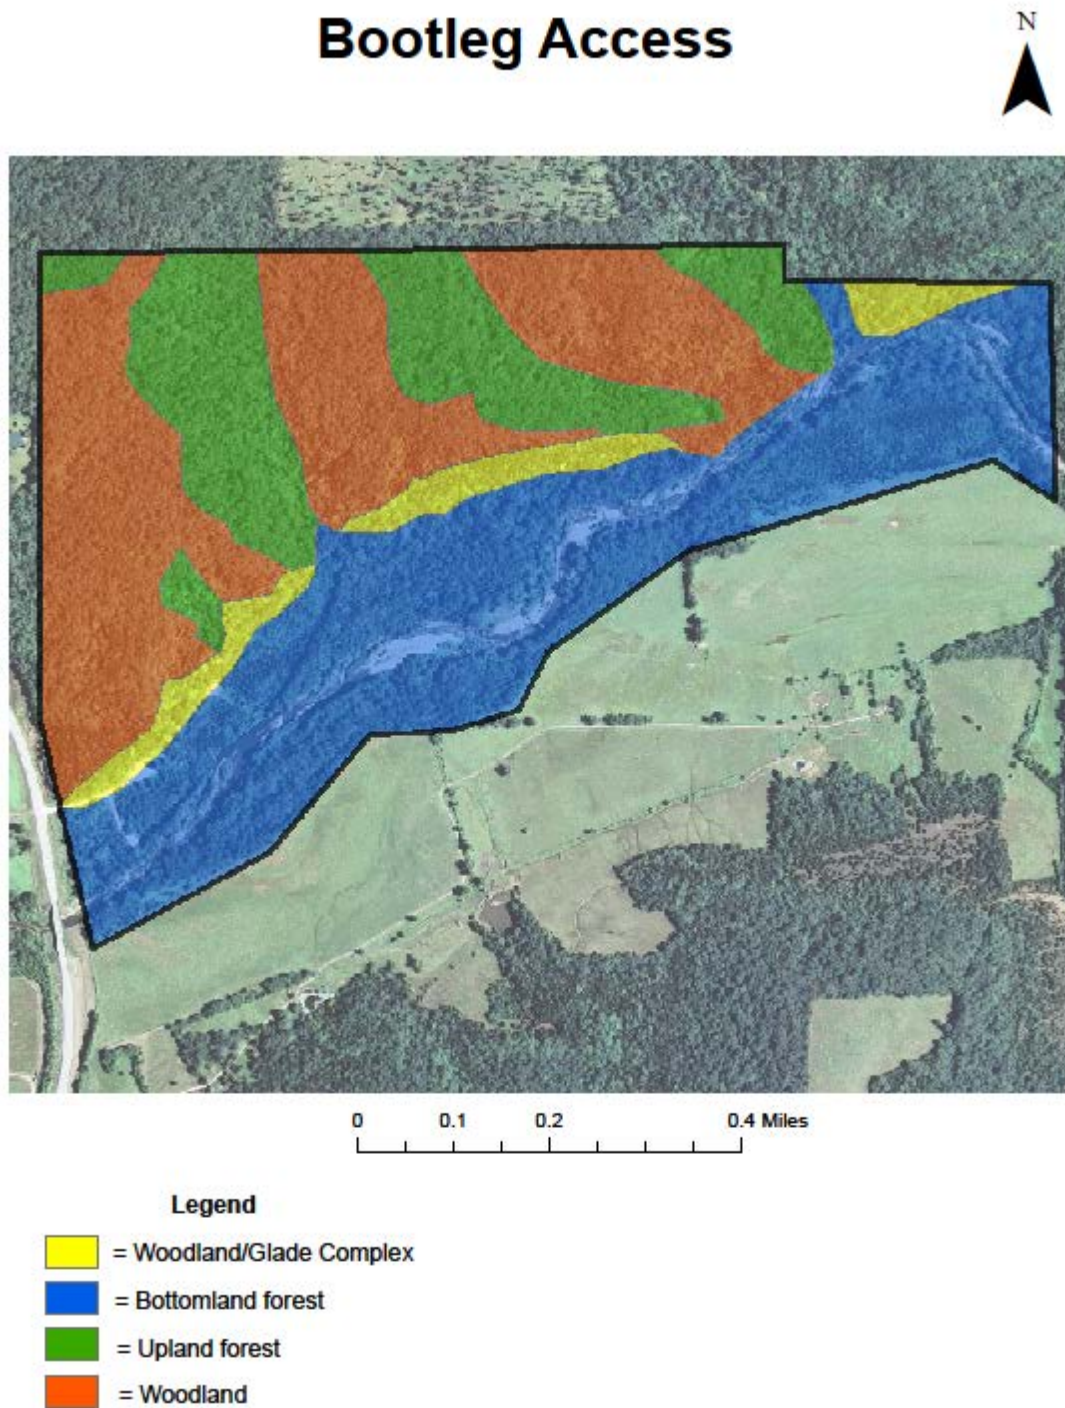 Bootleg Access
N
0 0.1 0.2 0.4 Miles
Legend
= Woodland/Glade Complex
= Bottomland forest
= Upland forest
= Woodland